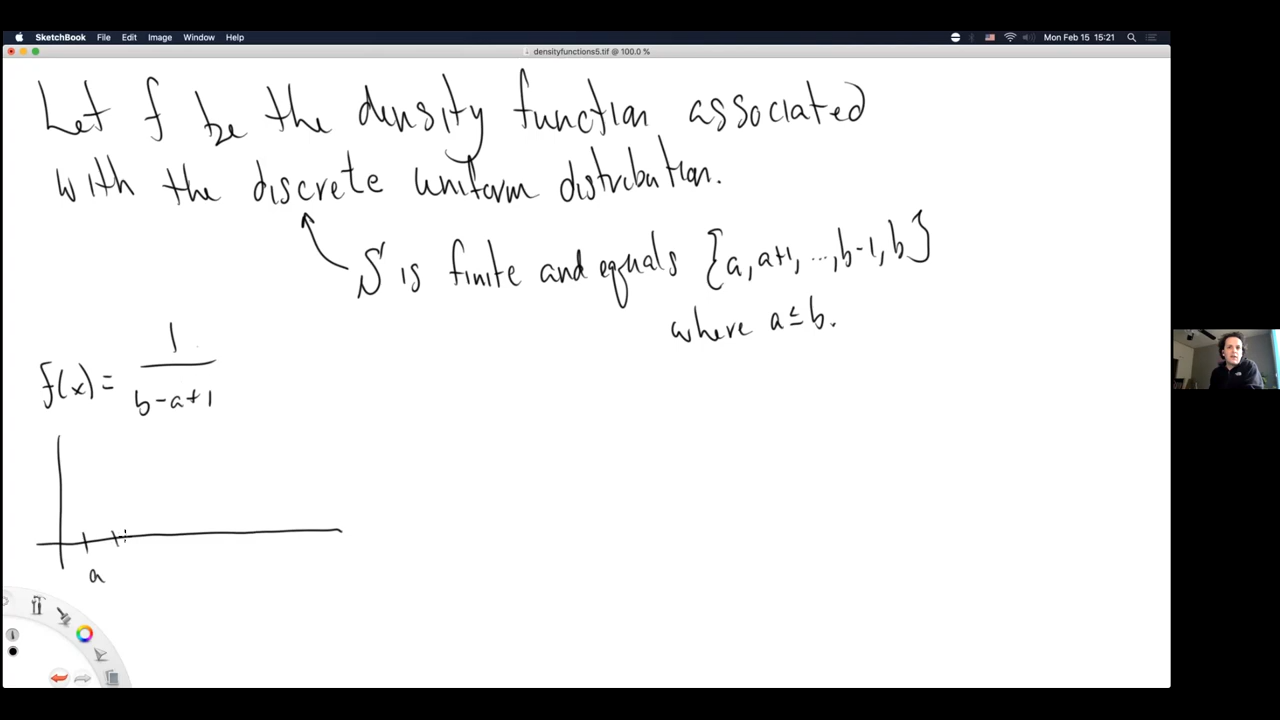 SketchBook File Edit Image Window Help Mon Feb 15 15:21
densityfunctions5.tif @ 100.0 %
Let f be the density function associated
with the discrete uniform distribution.
S is finite and equals {a, a+1, ..., b-1, b}
where a ≤ b.
f(x) = 1/(b-a+1)
a